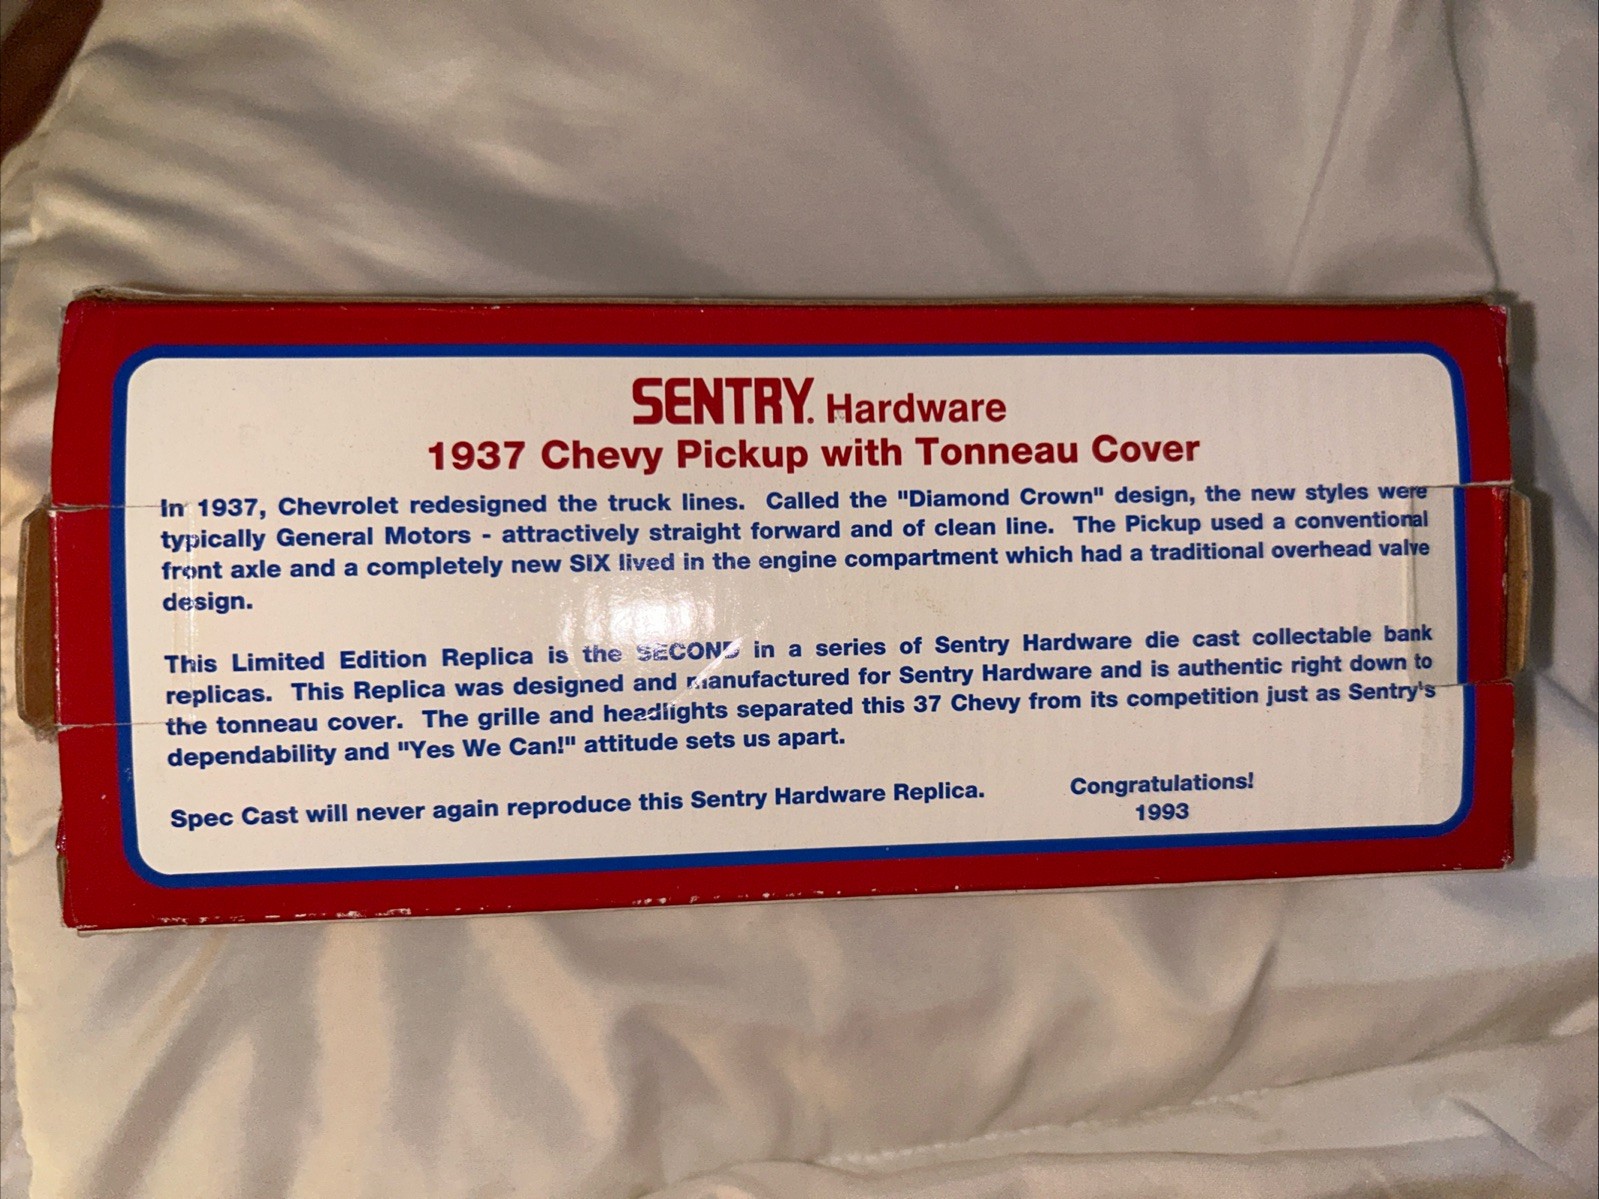 SENTRY. Hardware
1937 Chevy Pickup with Tonneau Cover
In 1937, Chevrolet redesigned the truck lines. Called the "Diamond Crown" design, the new styles were
typically General Motors - attractively straight forward and of clean line. The Pickup used a conventional
front axle and a completely new SIX lived in the engine compartment which had a traditional overhead valve
design.
This Limited Edition Replica is the SECOND in a series of Sentry Hardware die cast collectable bank
replicas. This Replica was designed and manufactured for Sentry Hardware and is authentic right down to
the tonneau cover. The grille and headlights separated this 37 Chevy from its competition just as Sentry's
dependability and "Yes We Can!" attitude sets us apart.
Spec Cast will never again reproduce this Sentry Hardware Replica. Congratulations!
1993